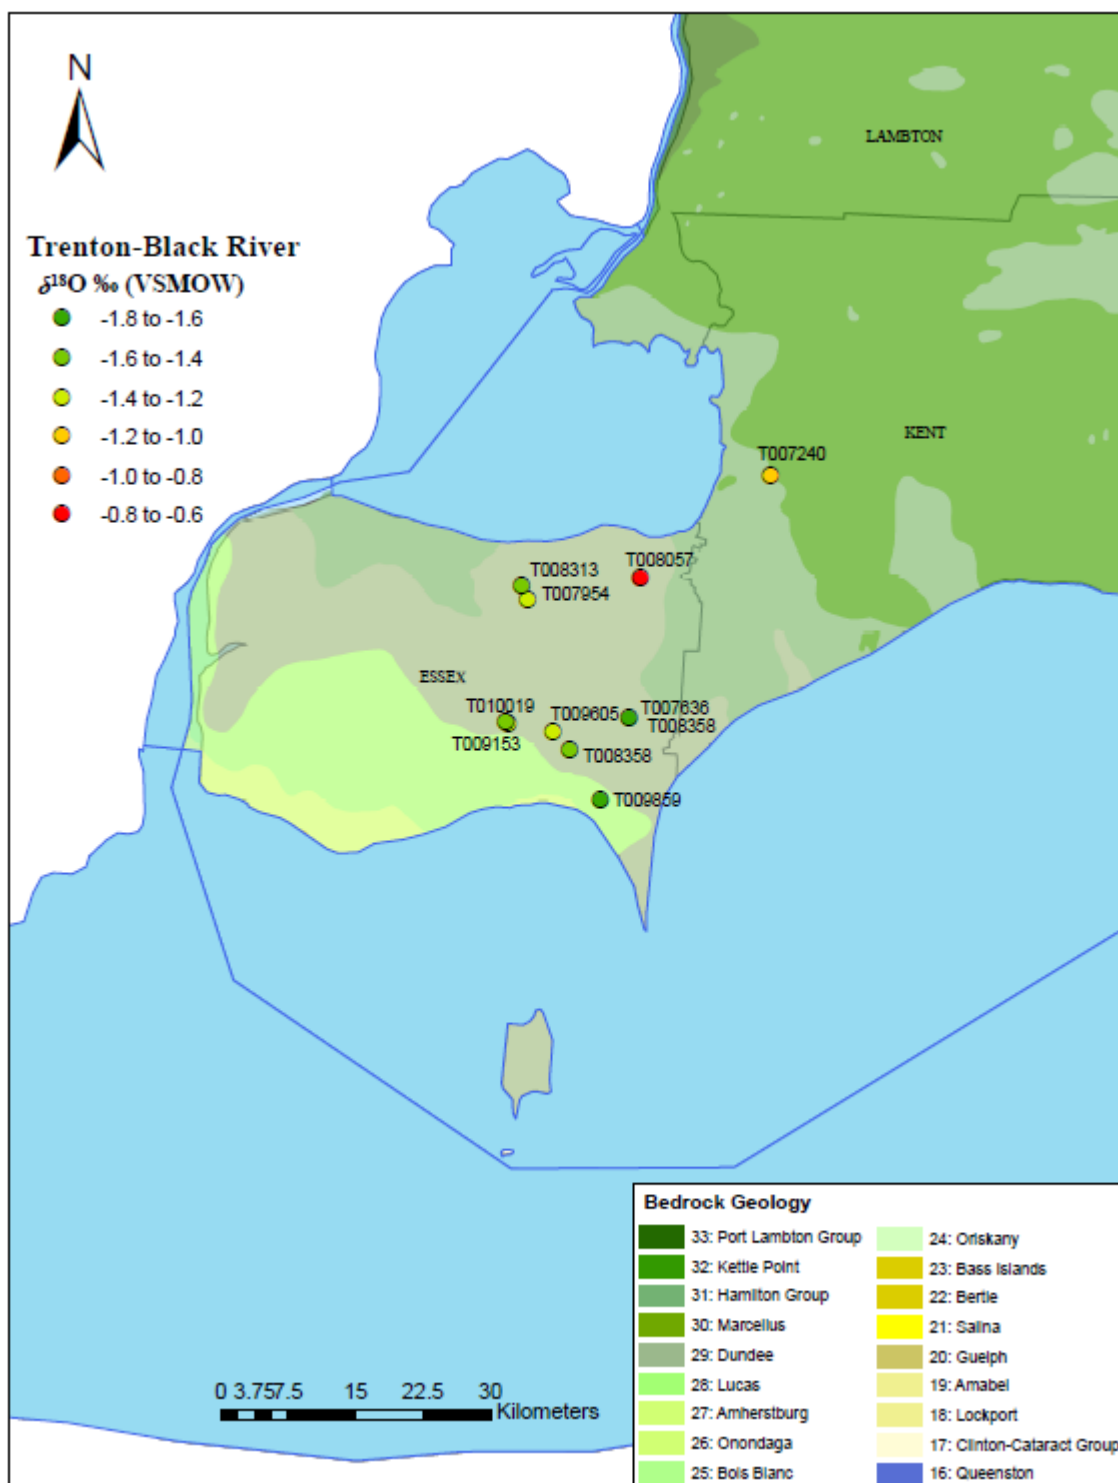 N
LAMBTON
Trenton-Black River
δ¹⁸O ‰ (VSMOW)
-1.8 to -1.6
-1.6 to -1.4
-1.4 to -1.2
-1.2 to -1.0
-1.0 to -0.8
-0.8 to -0.6
KENT
T007240
T008313
T008057
T007954
ESSEX
T010019
T009605
T007636
T008358
T009153
T008358
T009859
0 3.75 7.5 15 22.5 30
Kilometers
Bedrock Geology
33: Port Lambton Group
32: Kettle Point
31: Hamilton Group
30: Marcellus
29: Dundee
28: Lucas
27: Amherstburg
26: Onondaga
25: Bois Blanc
24: Oriskany
23: Bass Islands
22: Bertie
21: Salina
20: Guelph
19: Amabel
18: Lockport
17: Clinton-Cataract Group
16: Queenston